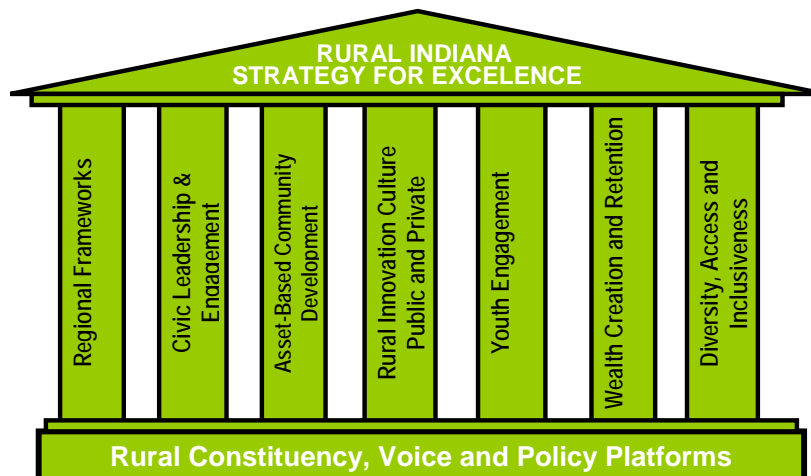 RURAL INDIANA
STRATEGY FOR EXCELENCE
Regional Frameworks
Civic Leadership &
Engagement
Asset-Based Community
Development
Rural Innovation Culture
Public and Private
Youth Engagement
Wealth Creation and Retention
Diversity, Access and
Inclusiveness
Rural Constituency, Voice and Policy Platforms